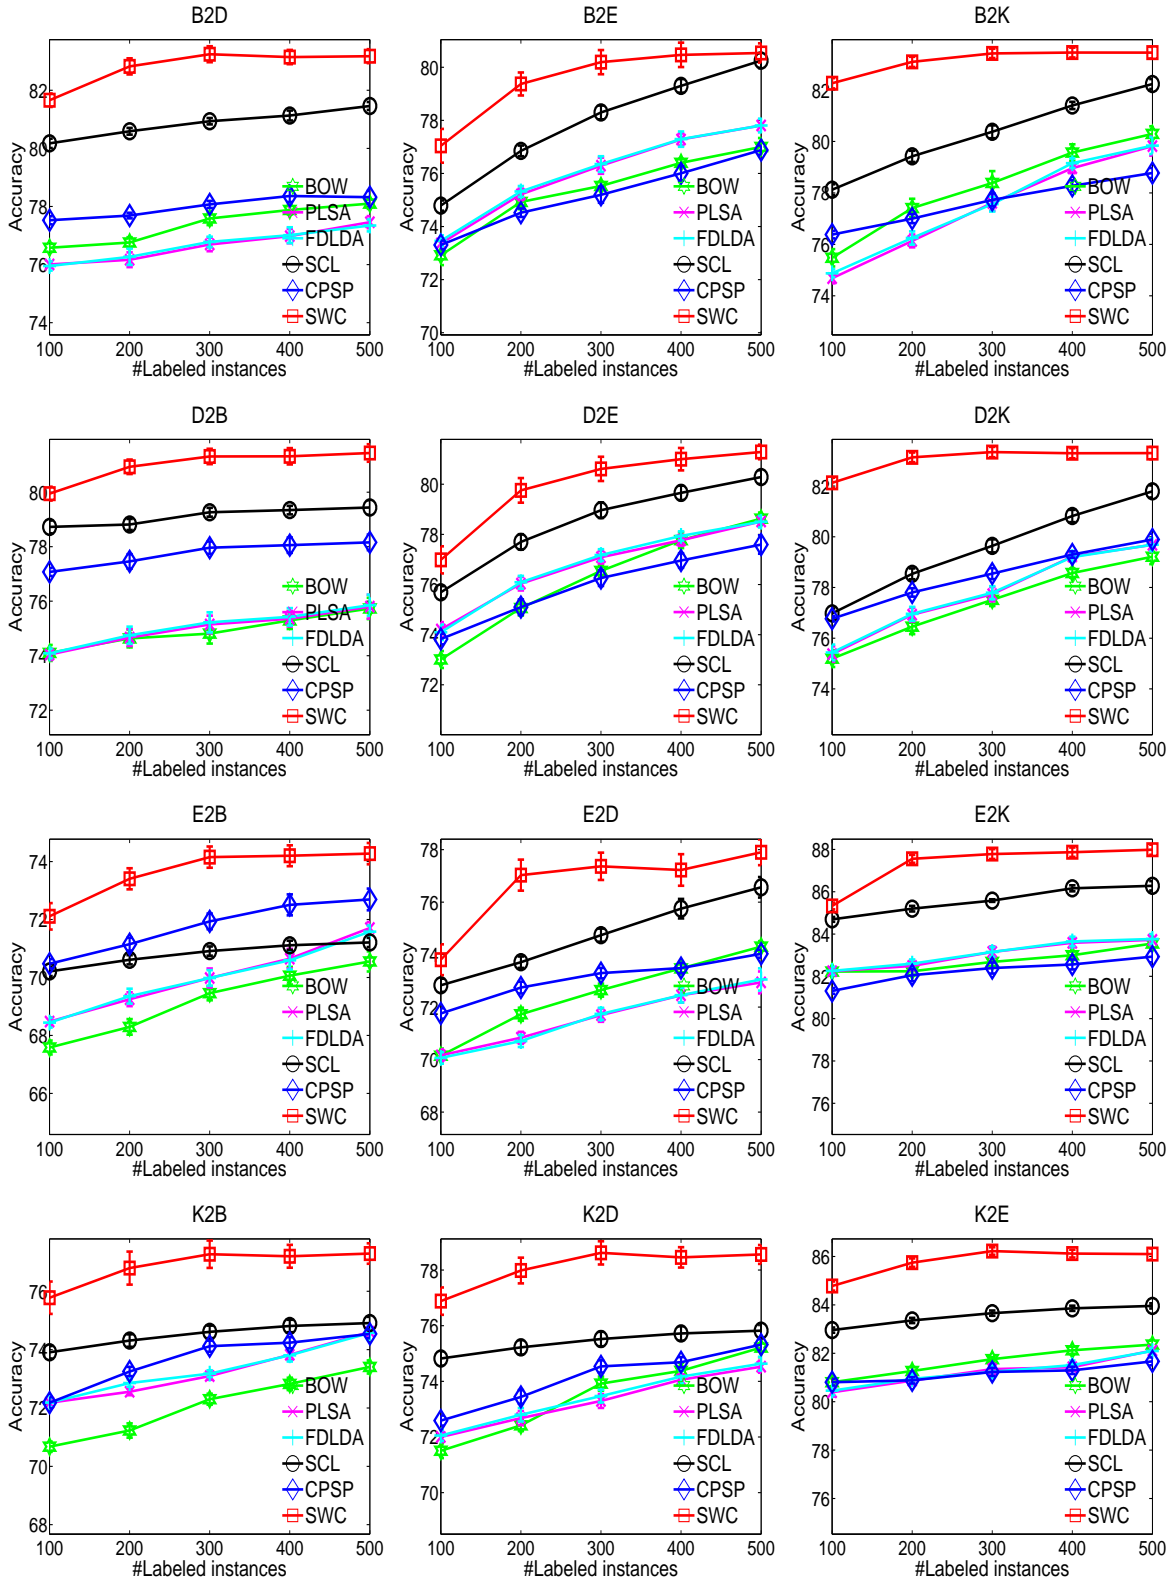 B2D
Accuracy
82
80
78
76
74
BOW
PLSA
FDLDA
SCL
CPSP
SWC
100 200 300 400 500
#Labeled instances
B2E
Accuracy
80
78
76
74
72
70
BOW
PLSA
FDLDA
SCL
CPSP
SWC
100 200 300 400 500
#Labeled instances
B2K
Accuracy
82
80
78
76
74
BOW
PLSA
FDLDA
SCL
CPSP
SWC
100 200 300 400 500
#Labeled instances
D2B
Accuracy
80
78
76
74
72
BOW
PLSA
FDLDA
SCL
CPSP
SWC
100 200 300 400 500
#Labeled instances
D2E
Accuracy
80
78
76
74
72
BOW
PLSA
FDLDA
SCL
CPSP
SWC
100 200 300 400 500
#Labeled instances
D2K
Accuracy
82
80
78
76
74
BOW
PLSA
FDLDA
SCL
CPSP
SWC
100 200 300 400 500
#Labeled instances
E2B
Accuracy
74
72
70
68
66
BOW
PLSA
FDLDA
SCL
CPSP
SWC
100 200 300 400 500
#Labeled instances
E2D
Accuracy
78
76
74
72
70
68
BOW
PLSA
FDLDA
SCL
CPSP
SWC
100 200 300 400 500
#Labeled instances
E2K
Accuracy
88
86
84
82
80
78
76
BOW
PLSA
FDLDA
SCL
CPSP
SWC
100 200 300 400 500
#Labeled instances
K2B
Accuracy
76
74
72
70
68
BOW
PLSA
FDLDA
SCL
CPSP
SWC
100 200 300 400 500
#Labeled instances
K2D
Accuracy
78
76
74
72
70
BOW
PLSA
FDLDA
SCL
CPSP
SWC
100 200 300 400 500
#Labeled instances
K2E
Accuracy
86
84
82
80
78
76
BOW
PLSA
FDLDA
SCL
CPSP
SWC
100 200 300 400 500
#Labeled instances